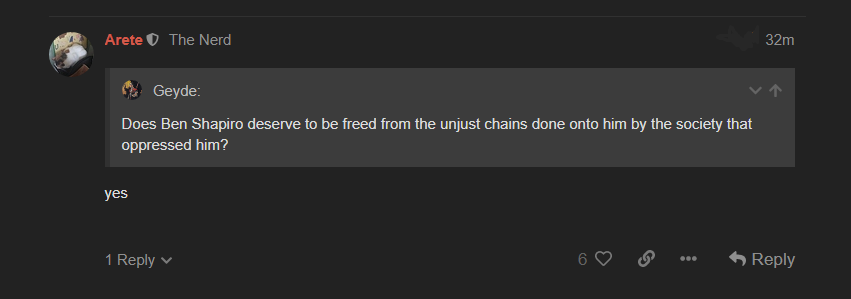 Arete The Nerd 32m
Geyde:
Does Ben Shapiro deserve to be freed from the unjust chains done onto him by the society that
oppressed him?
yes
1 Reply 6 Reply